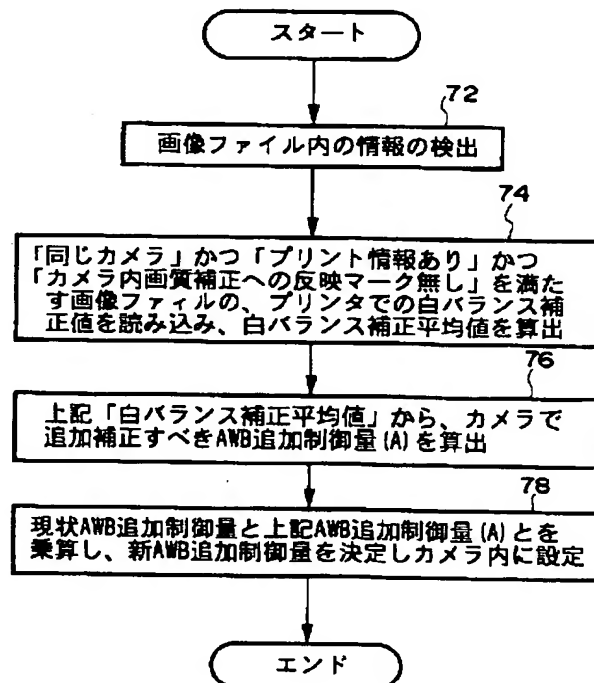 スタート
72
画像ファイル内の情報の検出
74
「同じカメラ」かつ「プリント情報あり」かつ
「カメラ内画質補正への反映マーク無し」を満た
す画像ファィルの、プリンタでの白バランス補
正値を読み込み、白バランス補正平均値を算出
76
上記「白バランス補正平均値」から、カメラで
追加補正すべきAWB追加制御量(A)を算出
78
現状AWB追加制御量と上記AWB追加制御量(A)とを
乗算し、新AWB追加制御量を決定しカメラ内に設定
エンド